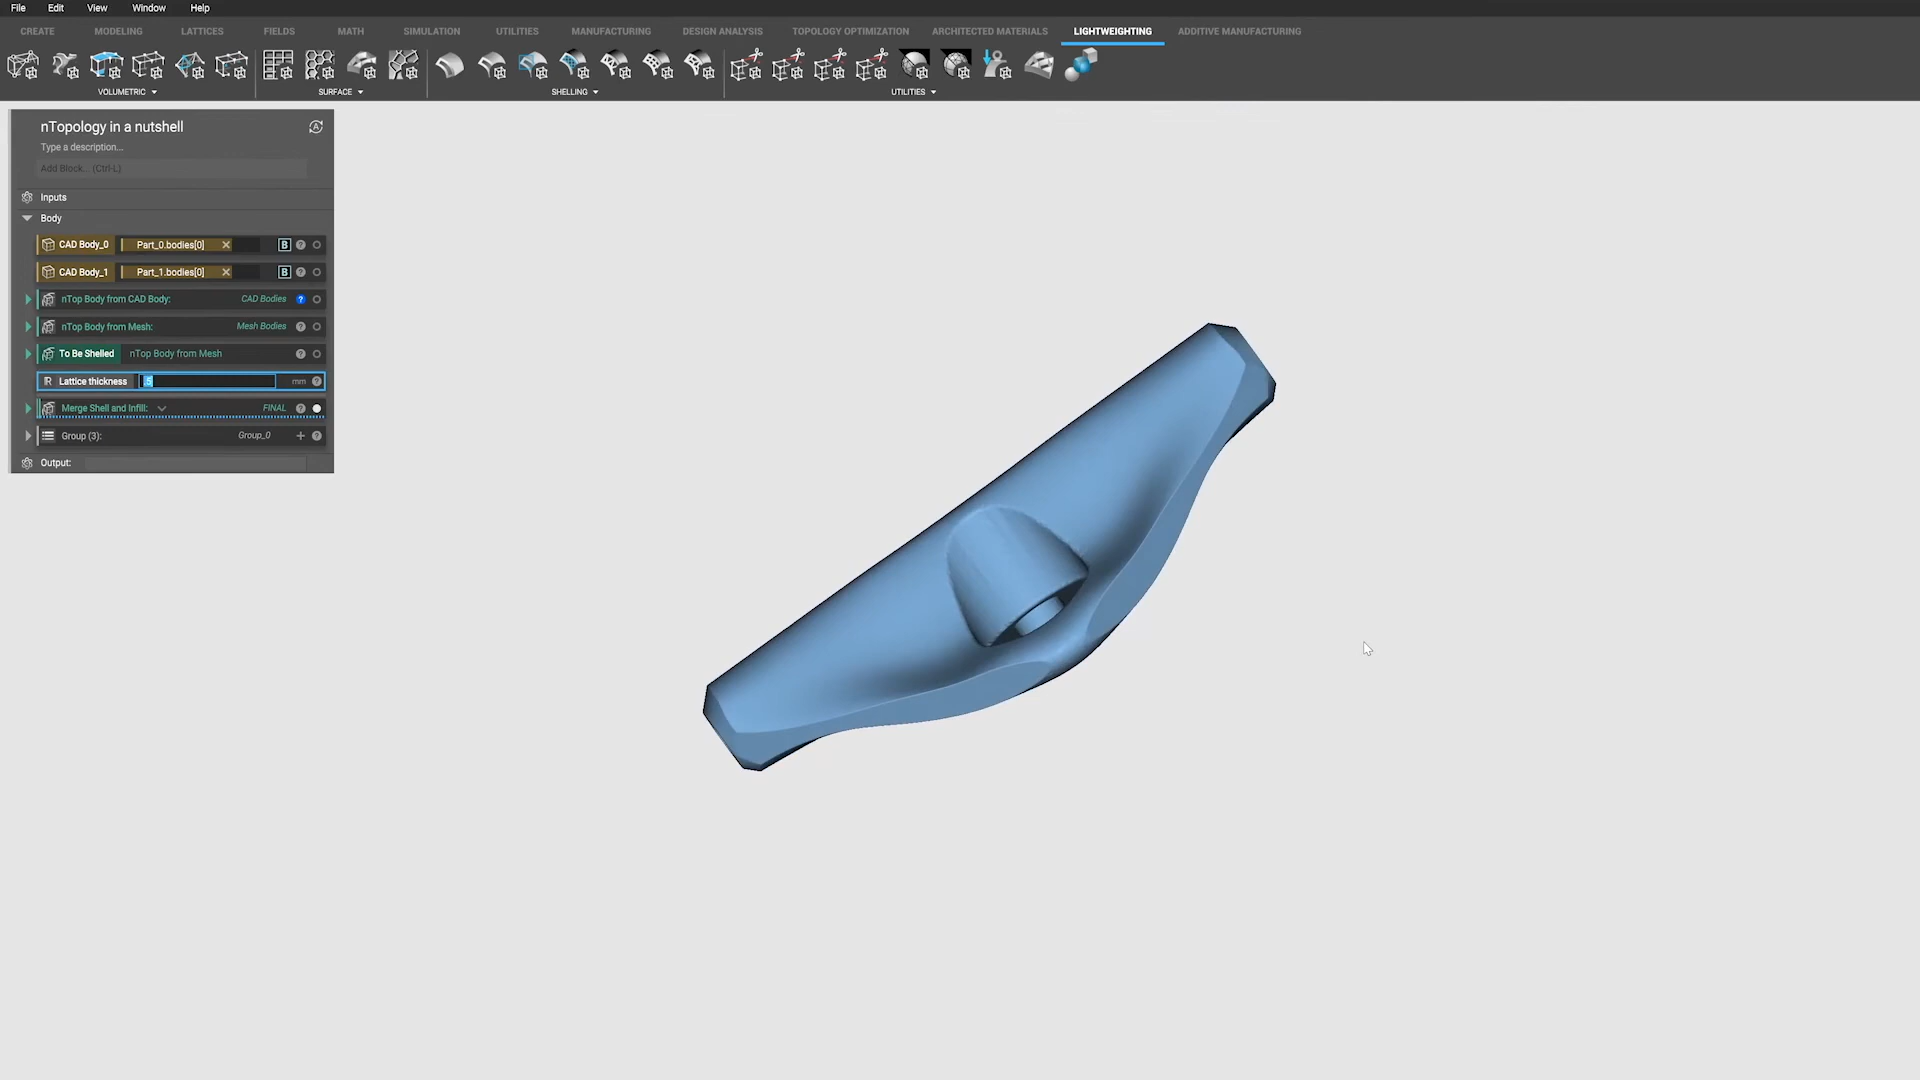 File Edit View Window Help
CREATE MODELING LATTICES FIELDS MATH SIMULATION UTILITIES MANUFACTURING DESIGN ANALYSIS TOPOLOGY OPTIMIZATION ARCHITECTED MATERIALS LIGHTWEIGHTING ADDITIVE MANUFACTURING
VOLUMETRIC SURFACE SHELLING UTILITIES
nTopology in a nutshell
Type a description...
Add Block... (Ctrl-L)
Inputs
Body
CAD Body_0 Part_0.bodies[0] B ?
CAD Body_1 Part_1.bodies[0] B ?
nTop Body from CAD Body: CAD Bodies ?
nTop Body from Mesh: Mesh Bodies ?
To Be Shelled nTop Body from Mesh ?
R Lattice thickness .5 mm ?
Merge Shell and Infill: FINAL ?
Group (3): Group_0 + ?
Output: